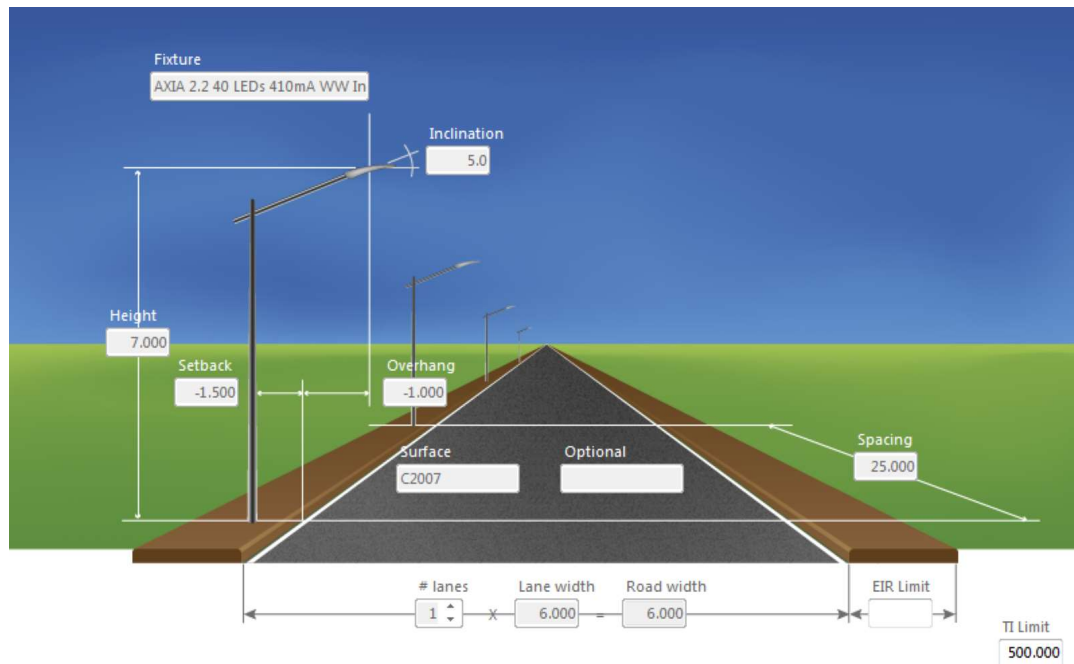 Fixture
AXIA 2.2 40 LEDs 410mA WW In
Inclination
5.0
Height
7.000
Setback
-1.500
Overhang
-1.000
Surface
C2007
Optional
Spacing
25.000
# lanes
1
X
Lane width
6.000
=
Road width
6.000
EIR Limit
TI Limit
500.000